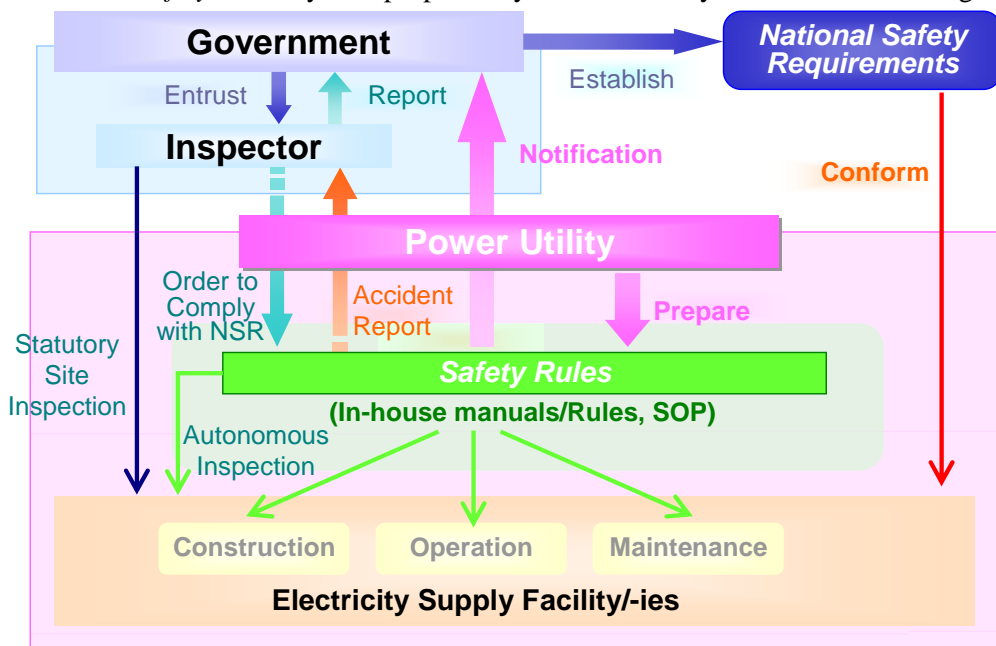 Government
National Safety
Requirements
Entrust
Report
Establish
Inspector
Notification
Conform
Power Utility
Order to
Comply
with NSR
Accident
Report
Prepare
Statutory
Site
Inspection
Safety Rules
(In-house manuals/Rules, SOP)
Autonomous
Inspection
Construction
Operation
Maintenance
Electricity Supply Facility/-ies